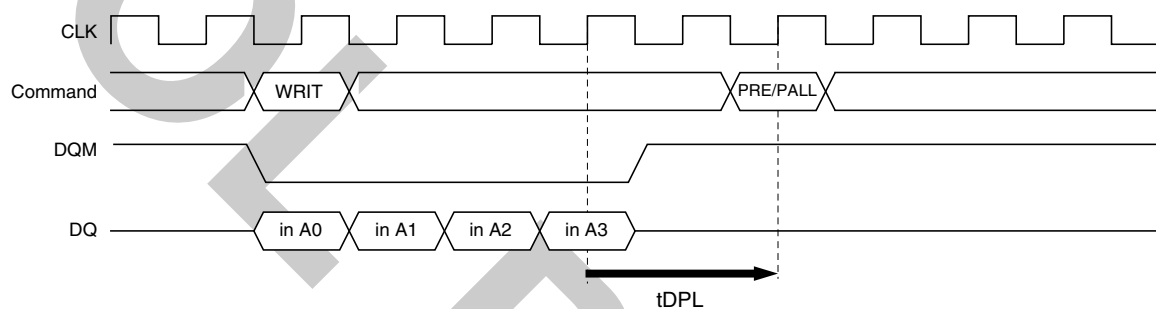 CLK
Command WRIT PRE/PALL
DQM
DQ in A0 in A1 in A2 in A3
tDPL